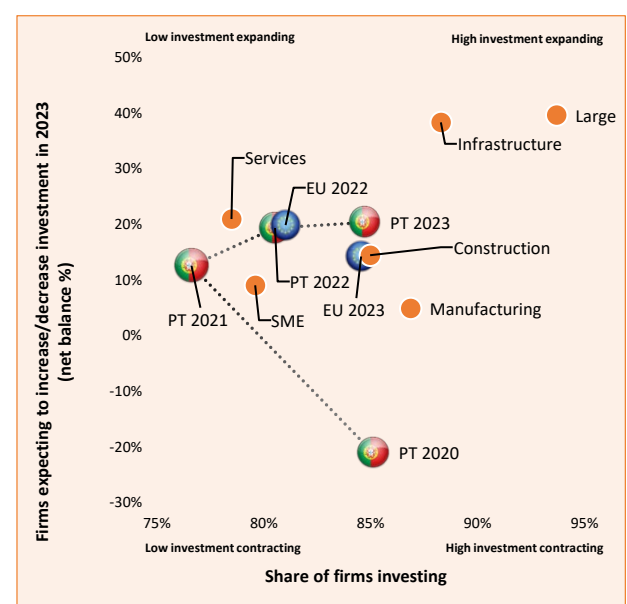 Low investment expanding
High investment expanding
50%
40%
30%
20%
10%
0%
-10%
-20%
-30%
Firms expecting to increase/decrease investment in 2023
(net balance %)
Large
Infrastructure
Services
EU 2022
PT 2023
Construction
PT 2022
EU 2023
Manufacturing
PT 2021
SME
PT 2020
75%
80%
85%
90%
95%
Low investment contracting
High investment contracting
Share of firms investing